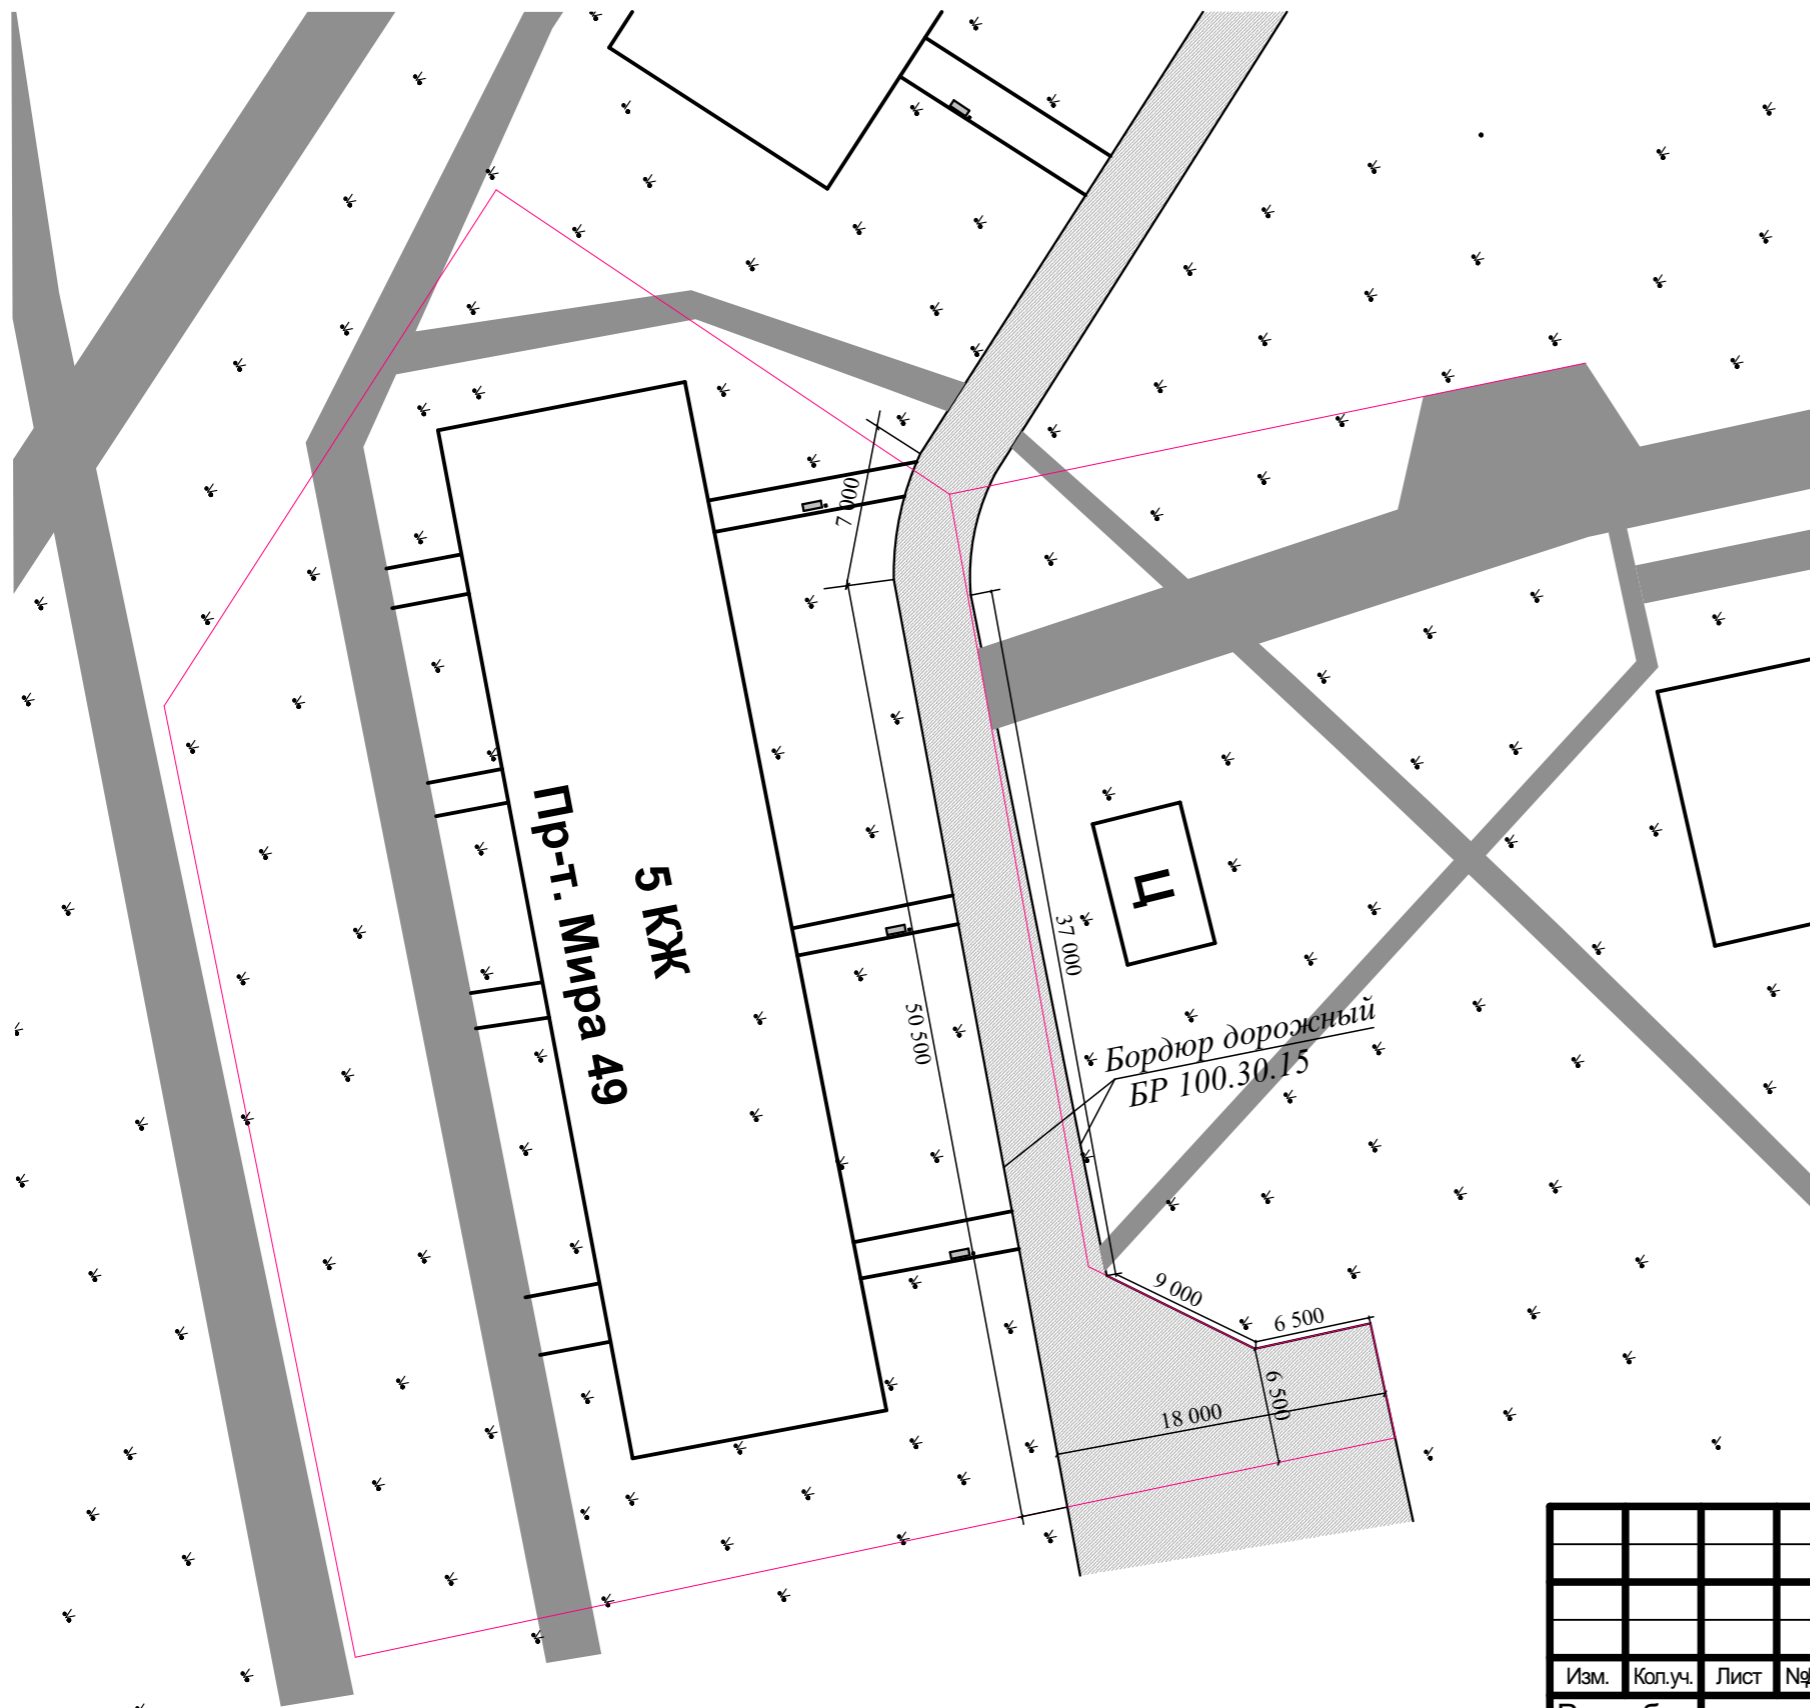 7 000
5 КЖ
Пр-т. Мира 49
Ц
37 000
50 500
Бордюр дорожный
БР 100.30.15
9 000
6 500
6 500
18 000
Изм. Кол.уч. Лист